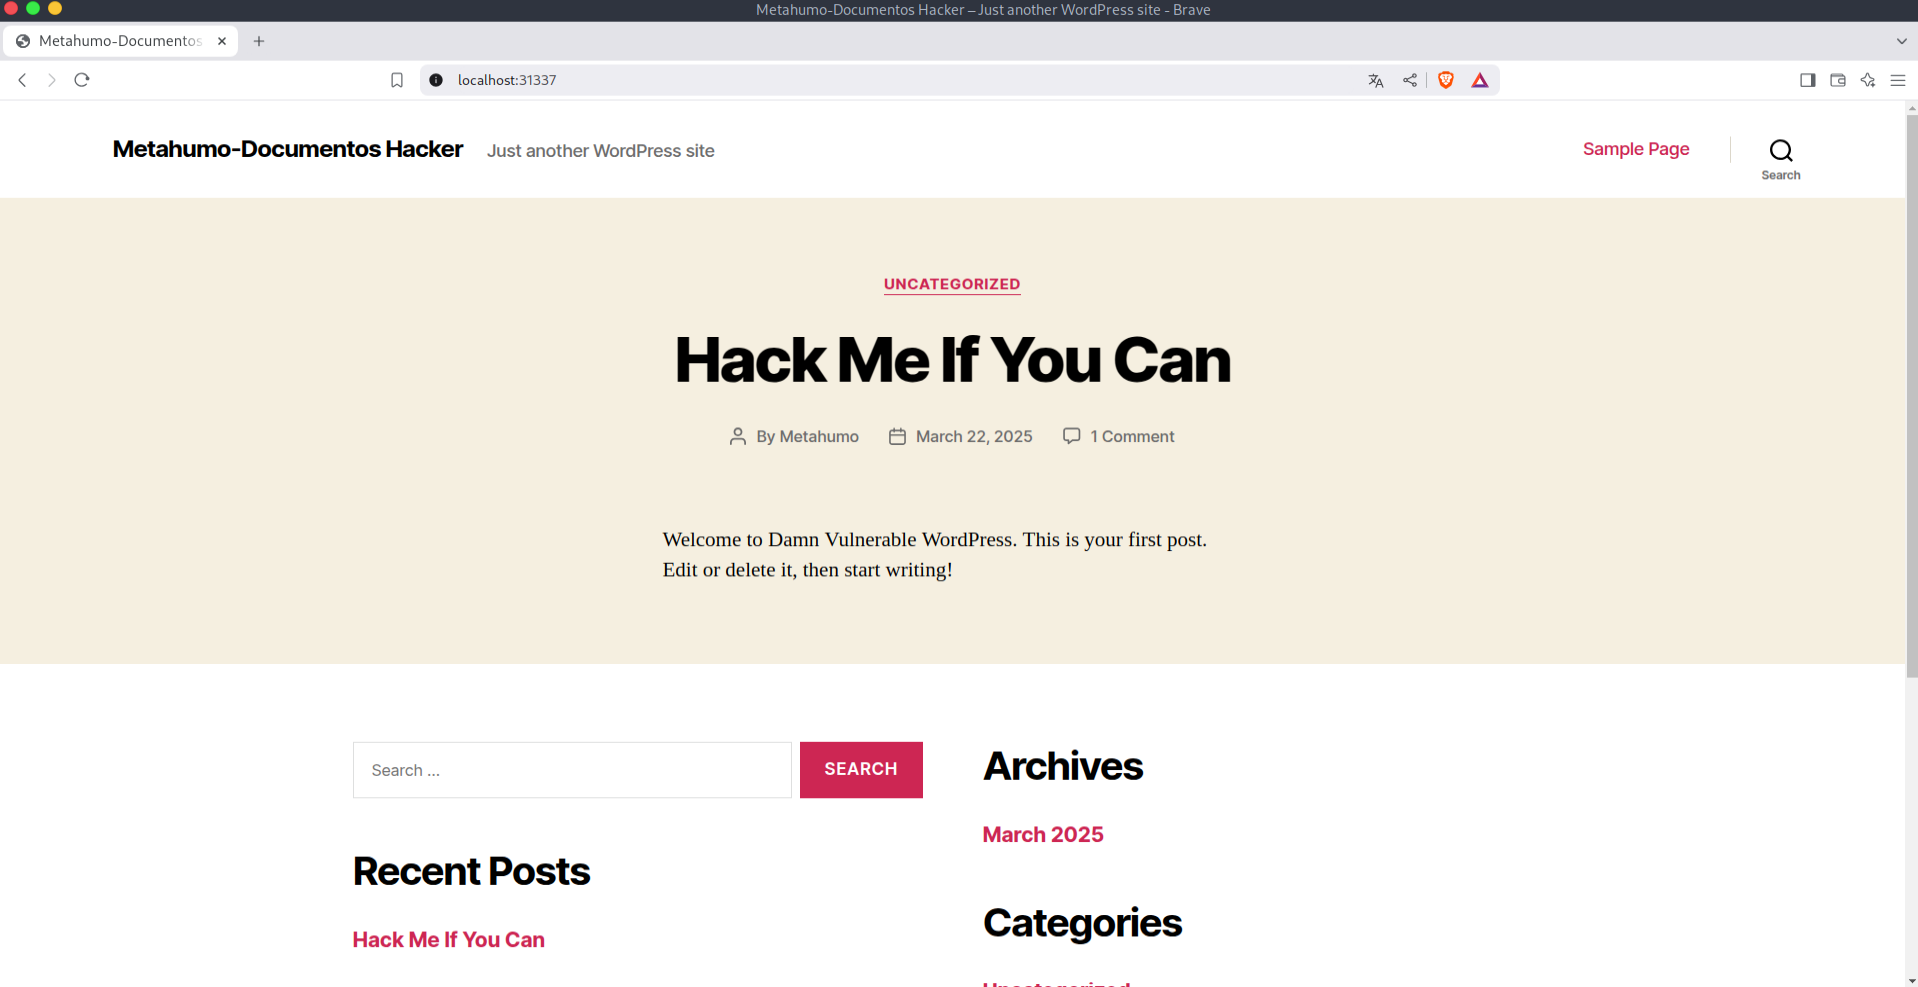 Metahumo-Documentos Hacker – Just another WordPress site - Brave
Metahumo-Documentos
localhost:31337
Metahumo-Documentos Hacker Just another WordPress site
Sample Page
Search
UNCATEGORIZED
Hack Me If You Can
By Metahumo March 22, 2025 1 Comment
Welcome to Damn Vulnerable WordPress. This is your first post.
Edit or delete it, then start writing!
Search ...
SEARCH
Recent Posts
Hack Me If You Can
Archives
March 2025
Categories
Uncategorized